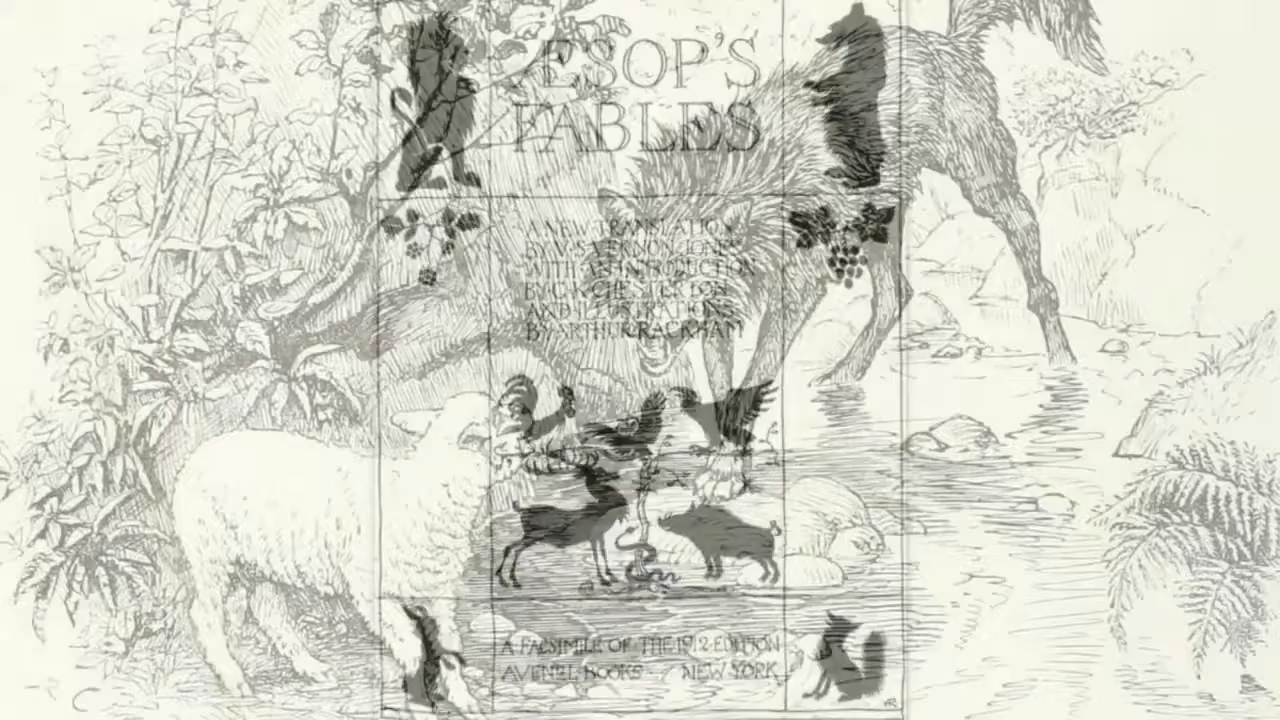 ÆSOP'S
FABLES
A NEW TRANSLATION
BY V·S·VERNON JONES
WITH AN INTRODUCTION
BY G·K·CHESTERTON
AND ILLUSTRATIONS
BY ARTHUR RACKHAM
A FACSIMILE OF THE 1912 EDITION
AVENEL BOOKS · NEW YORK
AR